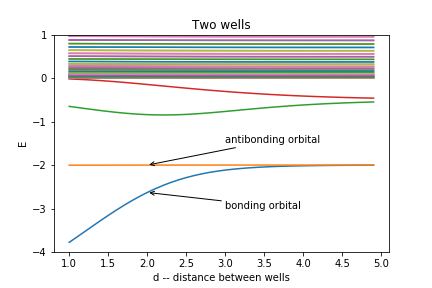 Two wells
1
0
−1
−2
−3
−4
E
antibonding orbital
bonding orbital
1.0 1.5 2.0 2.5 3.0 3.5 4.0 4.5 5.0
d -- distance between wells